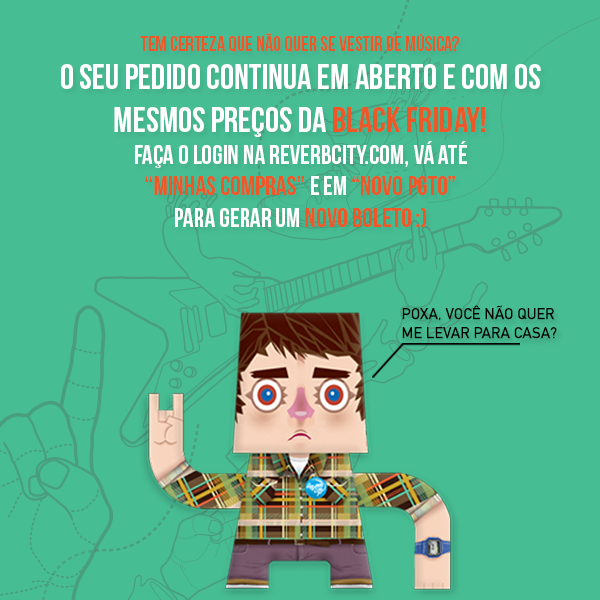 TEM CERTEZA QUE NÃO QUER SE VESTIR DE MÚSICA?
O SEU PEDIDO CONTINUA EM ABERTO E COM OS
MESMOS PREÇOS DA BLACK FRIDAY!
FAÇA O LOGIN NA REVERBCITY.COM, VÁ ATÉ
“MINHAS COMPRAS” E EM “NOVO PGTO”
PARA GERAR UM NOVO BOLETO :)
POXA, VOCÊ NÃO QUER
ME LEVAR PARA CASA?